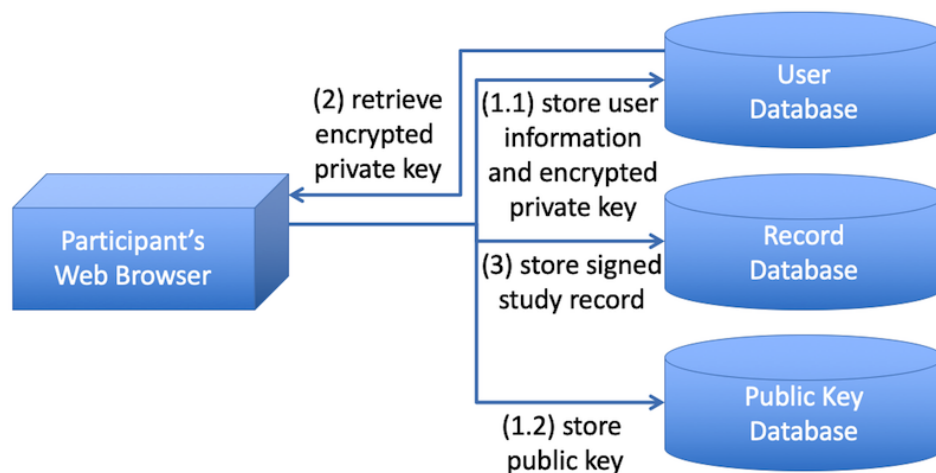 User
Database
(2) retrieve
encrypted
private key
(1.1) store user
information
and encrypted
private key
Participant's
Web Browser
Record
Database
(3) store signed
study record
Public Key
Database
(1.2) store
public key